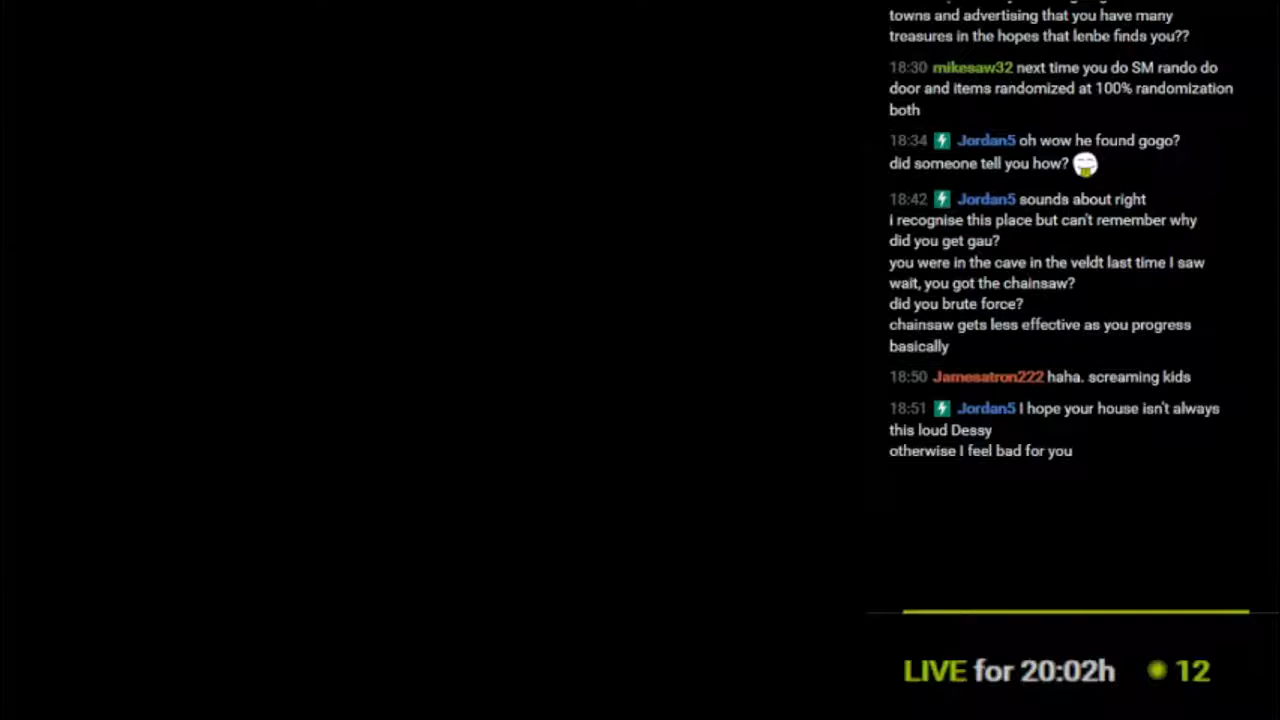 towns and advertising that you have many
treasures in the hopes that lenbe finds you??
18:30 mikesaw32 next time you do SM rando do
door and items randomized at 100% randomization
both
18:34 Jordan5 oh wow he found gogo?
did someone tell you how?
18:42 Jordan5 sounds about right
i recognise this place but can't remember why
did you get gau?
you were in the cave in the veldt last time I saw
wait, you got the chainsaw?
did you brute force?
chainsaw gets less effective as you progress
basically
18:50 Jamesatron222 haha. screaming kids
18:51 Jordan5 I hope your house isn't always
this loud Dessy
otherwise I feel bad for you
LIVE for 20:02h 12